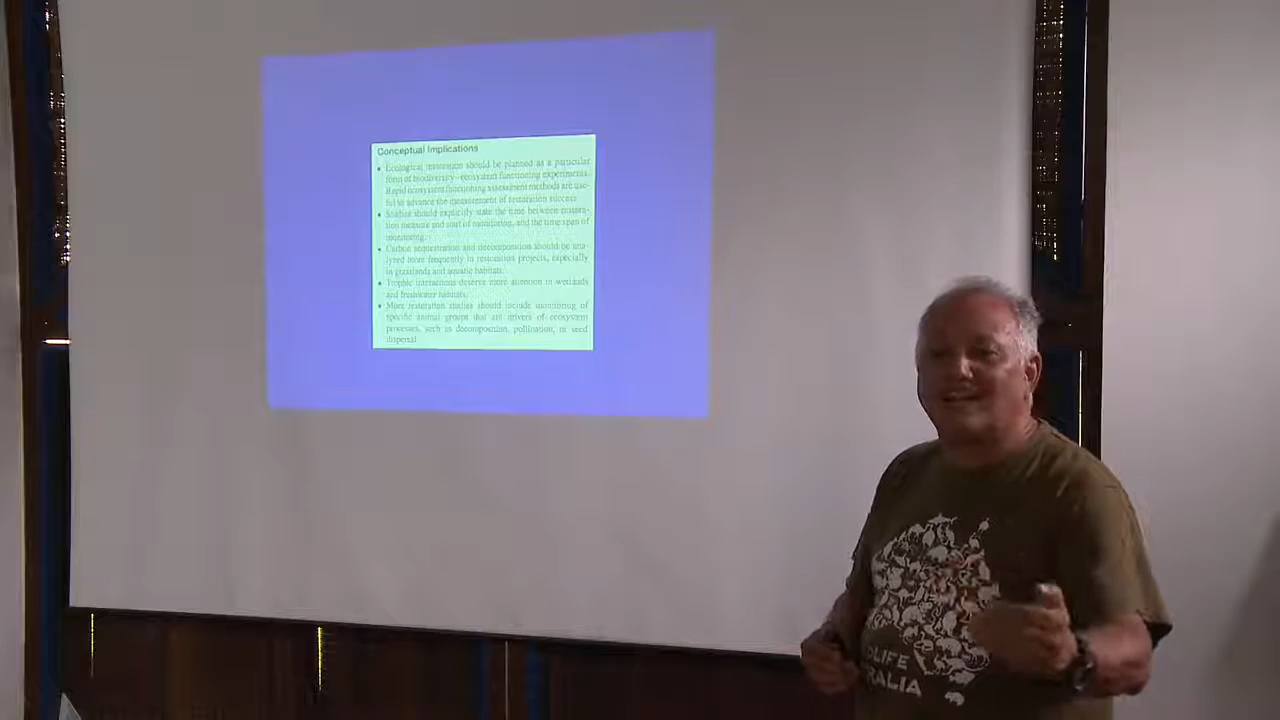 Conceptual Implications
• Ecological restoration should be planned as a particular
form of biodiversity–ecosystem functioning experiments.
Rapid ecosystem functioning assessment methods are use-
ful to advance the measurement of restoration success
• Studies should explicitly state the time between restora-
tion measure and start of monitoring, and the time span of
monitoring.
• Carbon sequestration and decomposition should be ana-
lyzed more frequently in restoration projects, especially
in grasslands and aquatic habitats.
• Trophic interactions deserve more attention in wetlands
and freshwater habitats.
• More restoration studies should include monitoring of
specific animal groups that are drivers of ecosystem
processes, such as decomposition, pollination, or seed
dispersal
DLIFE
RALIA